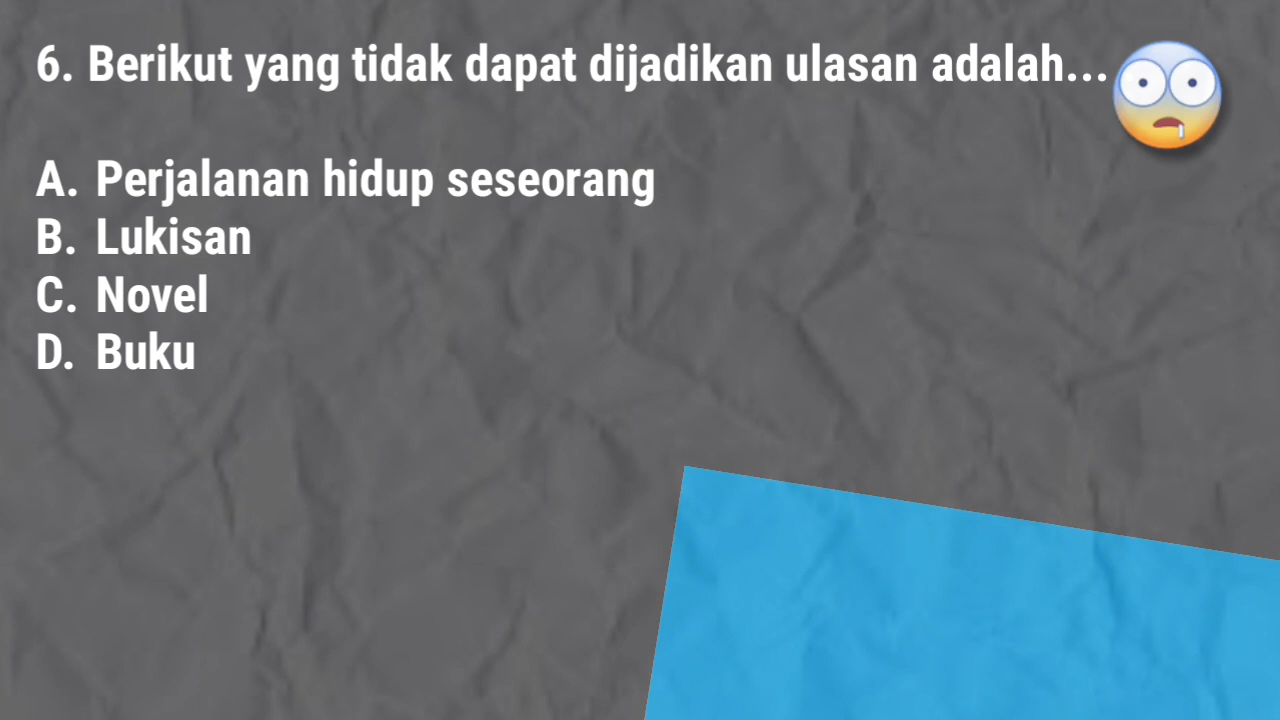 6. Berikut yang tidak dapat dijadikan ulasan adalah...
A. Perjalanan hidup seseorang
B. Lukisan
C. Novel
D. Buku